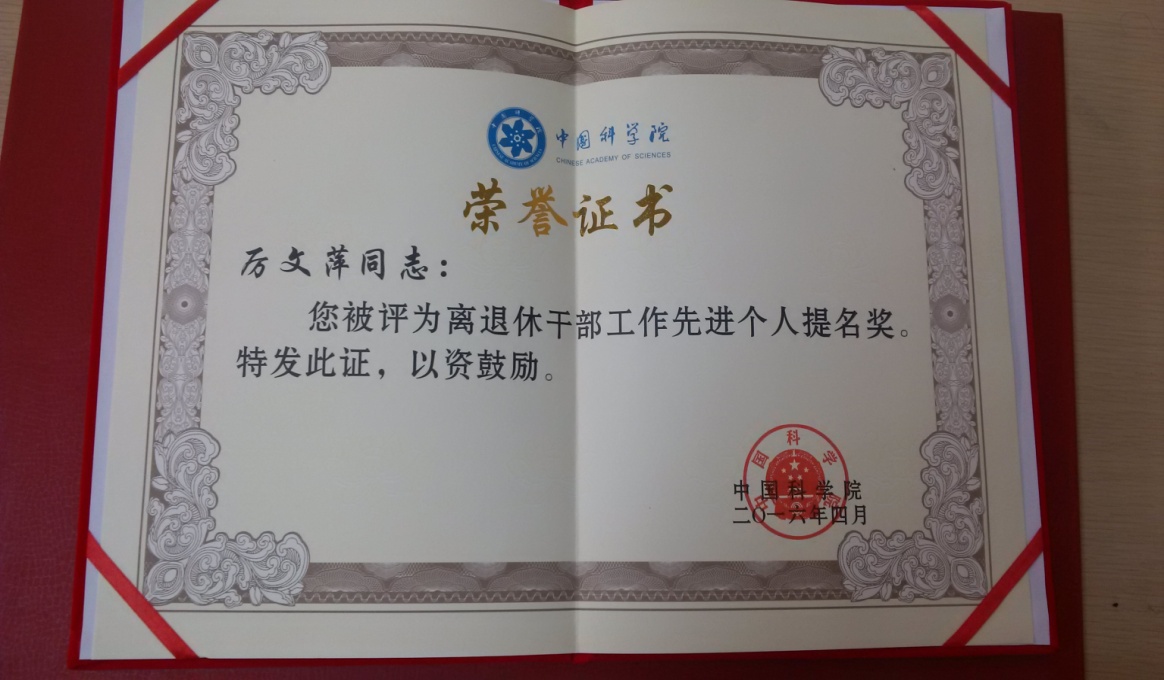 中国科学院
CHINESE ACADEMY OF SCIENCES
荣誉证书
厉文萍同志：
您被评为离退休干部工作先进个人提名奖。
特发此证，以资鼓励。
中国科学院
二〇一六年四月